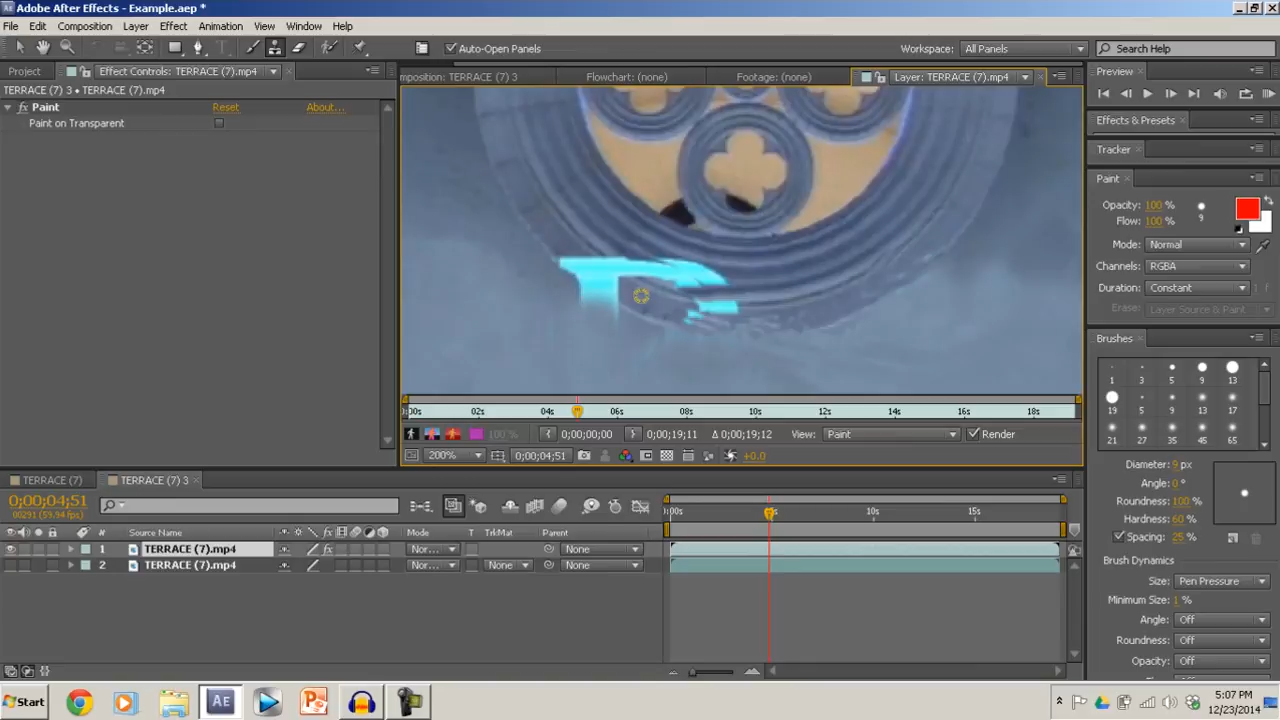 Adobe After Effects - Example.aep *
File Edit Composition Layer Effect Animation View Window Help
Auto-Open Panels Workspace: All Panels Search Help
Project Effect Controls: TERRACE (7).mp4
TERRACE (7) 3 • TERRACE (7).mp4
fx Paint Reset About...
Paint on Transparent
mposition: TERRACE (7) 3 Flowchart: (none) Footage: (none) Layer: TERRACE (7).mp4
:00s 02s 04s 06s 08s 10s 12s 14s 16s 18s
100 % 0;00;00;00 0;00;19;11 Δ 0;00;19;12 View: Paint Render
200% 0;00;04;51 +0.0
Preview
Effects & Presets
Tracker
Paint
Opacity: 100 %
Flow: 100 % 9
Mode: Normal
Channels: RGBA
Duration: Constant f
Erase: Layer Source & Paint
Brushes
1 3 5 9 13
19 5 9 13 17
21 27 35 45 65
Diameter: 9 px
Angle: 0 °
Roundness: 100 %
Hardness: 60 %
Spacing: 25 %
Brush Dynamics
Size: Pen Pressure
Minimum Size: 1 %
Angle: Off
Roundness: Off
Opacity: Off
TERRACE (7) TERRACE (7) 3
0;00;04;51
00291 (59.94 fps)
:00s 5s 10s 15s
# Source Name Mode T TrkMat Parent
1 TERRACE (7).mp4 fx Nor... None
2 TERRACE (7).mp4 Nor... None None
Start Ae P 5:07 PM
12/23/2014